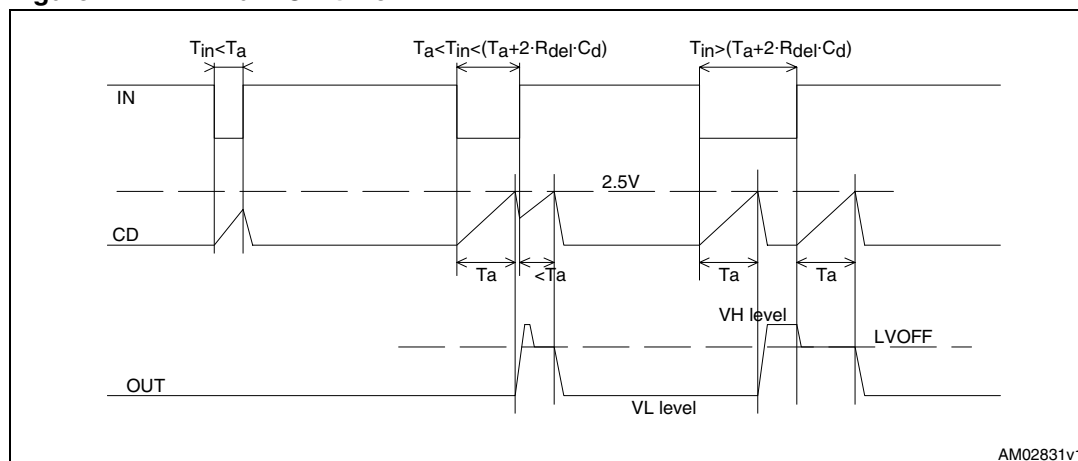 Tin<Ta
Ta<Tin<(Ta+2·Rdel·Cd)
Tin>(Ta+2·Rdel·Cd)
IN
2.5V
CD
Ta
<Ta
Ta
Ta
VH level
LVOFF
OUT
VL level
AM02831v1